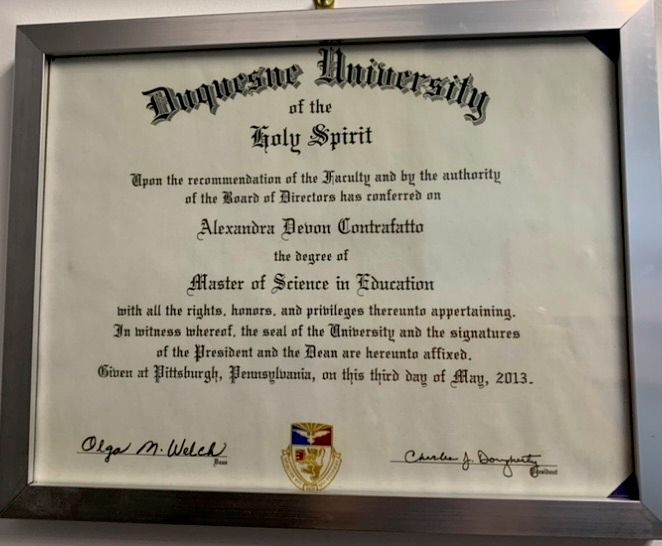 Duquesne University
of the
Holy Spirit
Upon the recommendation of the Faculty and by the authority
of the Board of Directors has conferred on
Alexandra Devon Contrafatto
the degree of
Master of Science in Education
with all the rights, honors, and privileges thereunto appertaining.
In witness whereof, the seal of the University and the signatures
of the President and the Dean are hereunto affixed.
Given at Pittsburgh, Pennsylvania, on this third day of May, 2013.
Olga M. Welch
Dean
Charles J. Dougherty
President